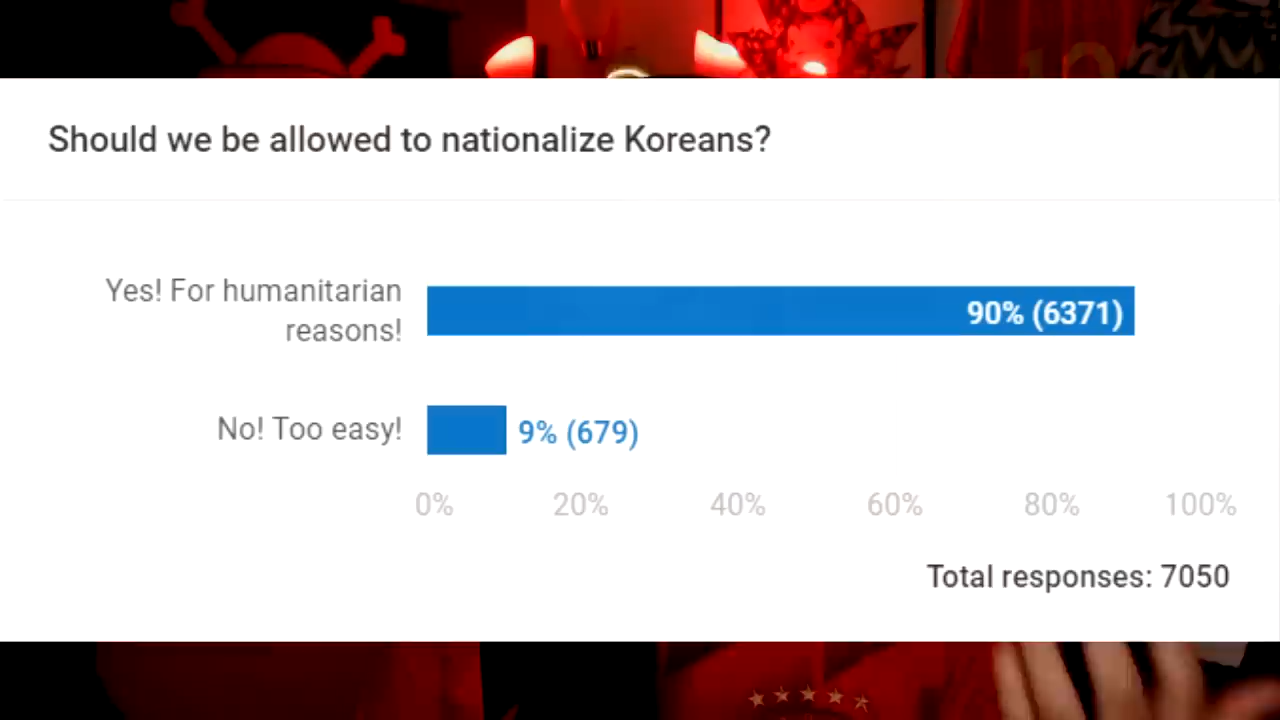 Should we be allowed to nationalize Koreans?
Yes! For humanitarian
reasons!
90% (6371)
No! Too easy!
9% (679)
0% 20% 40% 60% 80% 100%
Total responses: 7050